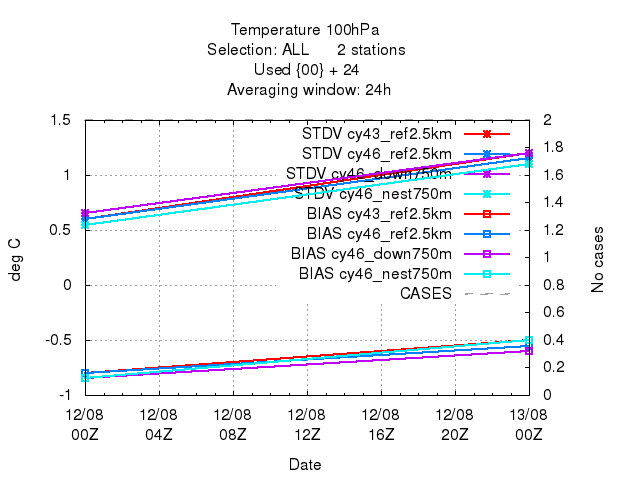 Temperature 100hPa
Selection: ALL 2 stations
Used {00} + 24
Averaging window: 24h
1.5
1
0.5
0
-0.5
-1
deg C
2
1.8
1.6
1.4
1.2
1
0.8
0.6
0.4
0.2
0
No cases
STDV cy43_ref2.5km
STDV cy46_ref2.5km
STDV cy46_down750m
STDV cy46_nest750m
BIAS cy43_ref2.5km
BIAS cy46_ref2.5km
BIAS cy46_down750m
BIAS cy46_nest750m
CASES
12/08 12/08 12/08 12/08 12/08 12/08 13/08
00Z 04Z 08Z 12Z 16Z 20Z 00Z
Date